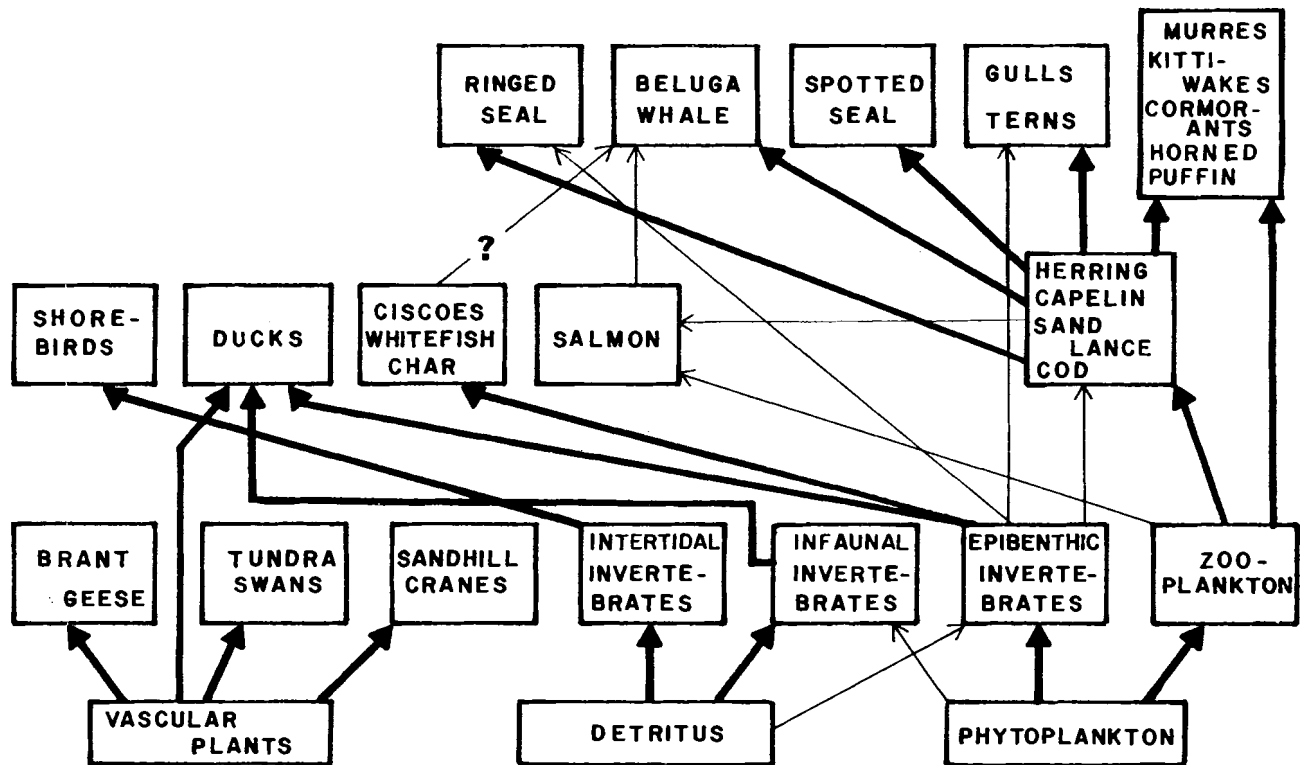 RINGED
SEAL
BELUGA
WHALE
SPOTTED
SEAL
GULLS
TERNS
MURRES
KITTI-
WAKES
CORMOR-
ANTS
HORNED
PUFFIN
?
SHORE-
BIRDS
DUCKS
CISCOES
WHITEFISH
CHAR
SALMON
HERRING
CAPELIN
SAND
LANCE
COD
BRANT
GEESE
TUNDRA
SWANS
SANDHILL
CRANES
INTERTIDAL
INVERTE-
BRATES
INFAUNAL
INVERTE-
BRATES
EPIBENTHIC
INVERTE-
BRATES
ZOO-
PLANKTON
VASCULAR
PLANTS
DETRITUS
PHYTOPLANKTON